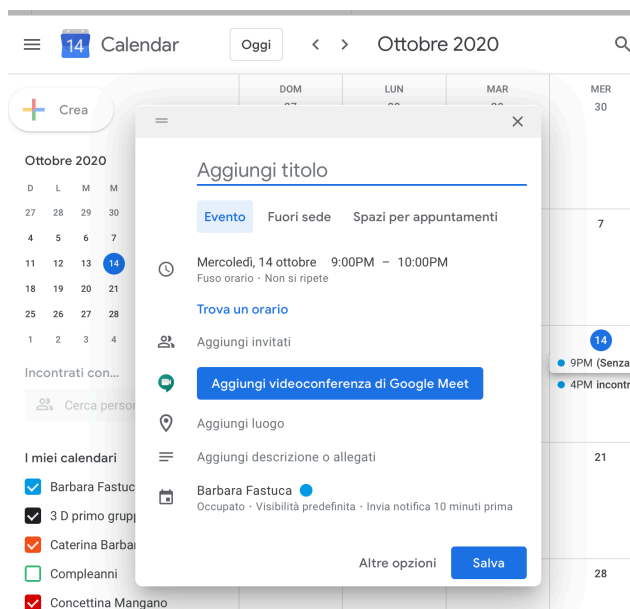 14 Calendar Oggi Ottobre 2020
DOM LUN MAR MER
30
Crea
Aggiungi titolo
Ottobre 2020
D L M M
27 28 29 30
4 5 6 7
11 12 13 14
18 19 20 21
25 26 27 28
1 2 3 4
Evento Fuori sede Spazi per appuntamenti
7
Mercoledì, 14 ottobre 9:00PM – 10:00PM
Fuso orario · Non si ripete
Trova un orario
Aggiungi invitati
14
9PM (Senza
4PM incontr
Incontrati con...
Cerca person
Aggiungi videoconferenza di Google Meet
Aggiungi luogo
Aggiungi descrizione o allegati
I miei calendari
21
Barbara Fastuc
3 D primo grupp
Caterina Barbar
Compleanni
Concettina Mangano
Barbara Fastuca
Occupato · Visibilità predefinita · Invia notifica 10 minuti prima
Altre opzioni Salva
28